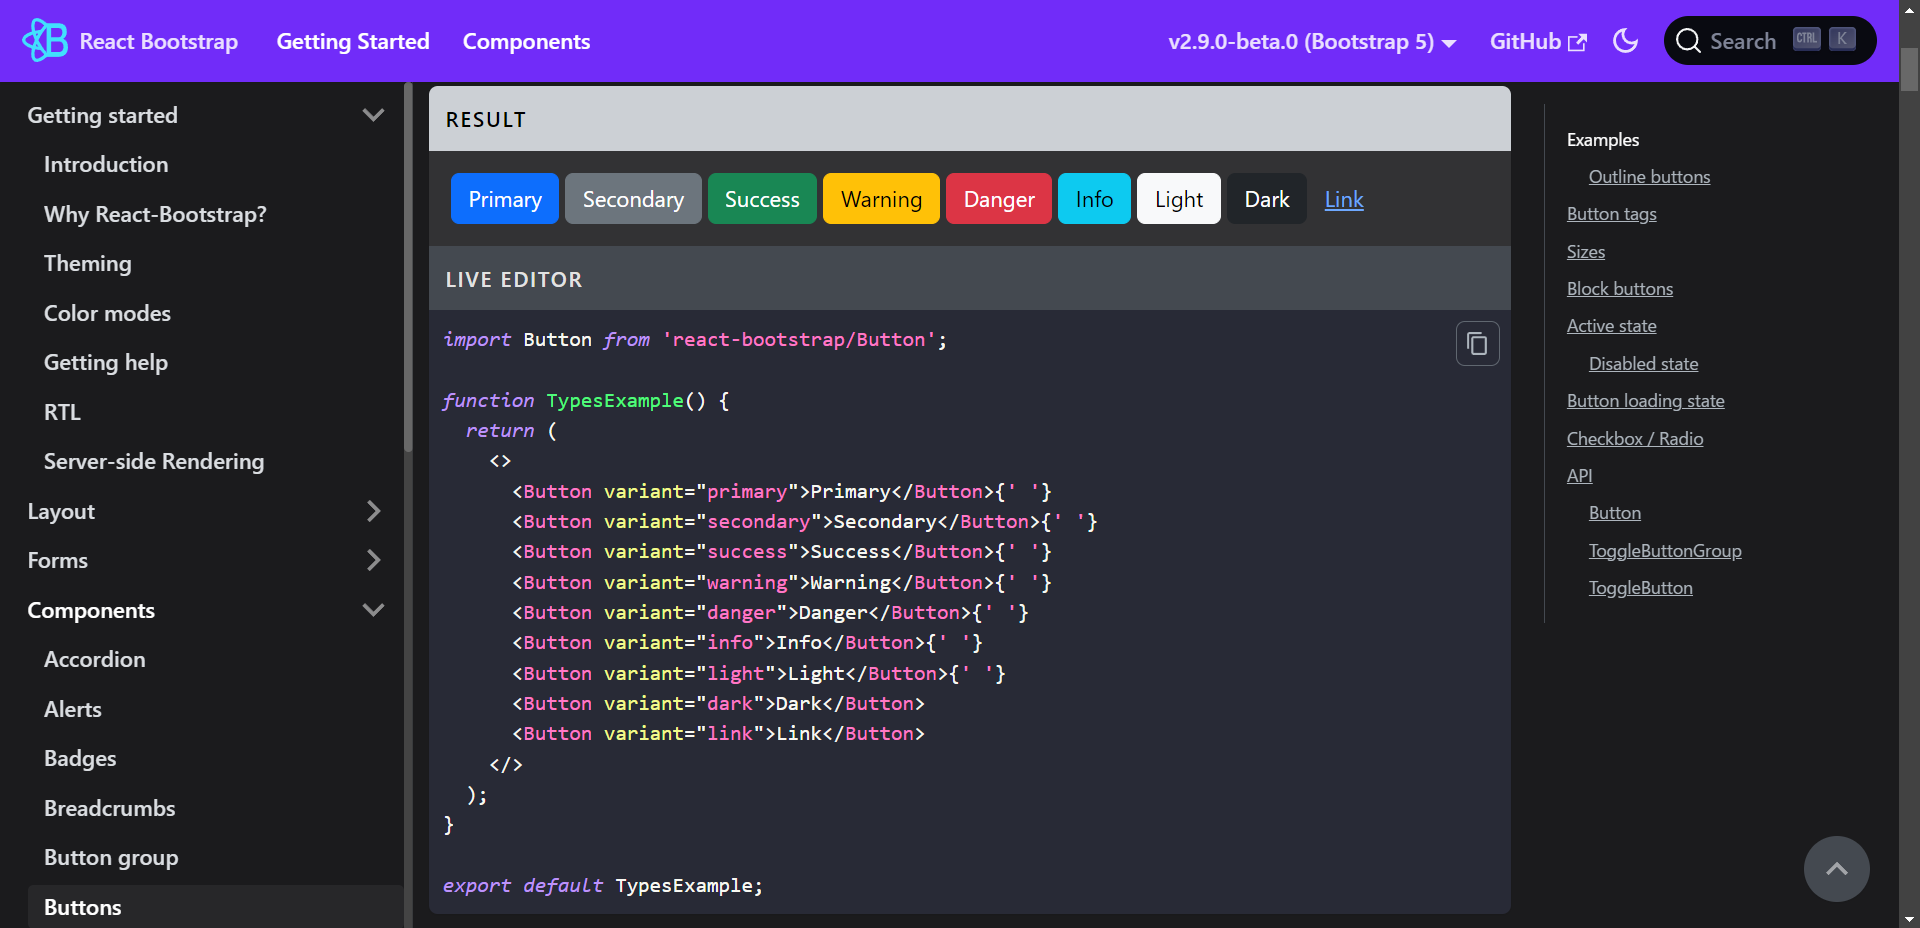 React Bootstrap Getting Started Components v2.9.0-beta.0 (Bootstrap 5) GitHub Search CTRL K
Getting started
Introduction
Why React-Bootstrap?
Theming
Color modes
Getting help
RTL
Server-side Rendering
Layout
Forms
Components
Accordion
Alerts
Badges
Breadcrumbs
Button group
Buttons
RESULT
Primary Secondary Success Warning Danger Info Light Dark Link
LIVE EDITOR
import Button from 'react-bootstrap/Button';
function TypesExample() {
return (
<>
<Button variant="primary">Primary</Button>{' '}
<Button variant="secondary">Secondary</Button>{' '}
<Button variant="success">Success</Button>{' '}
<Button variant="warning">Warning</Button>{' '}
<Button variant="danger">Danger</Button>{' '}
<Button variant="info">Info</Button>{' '}
<Button variant="light">Light</Button>{' '}
<Button variant="dark">Dark</Button>
<Button variant="link">Link</Button>
</>
);
}
export default TypesExample;
Examples
Outline buttons
Button tags
Sizes
Block buttons
Active state
Disabled state
Button loading state
Checkbox / Radio
API
Button
ToggleButtonGroup
ToggleButton